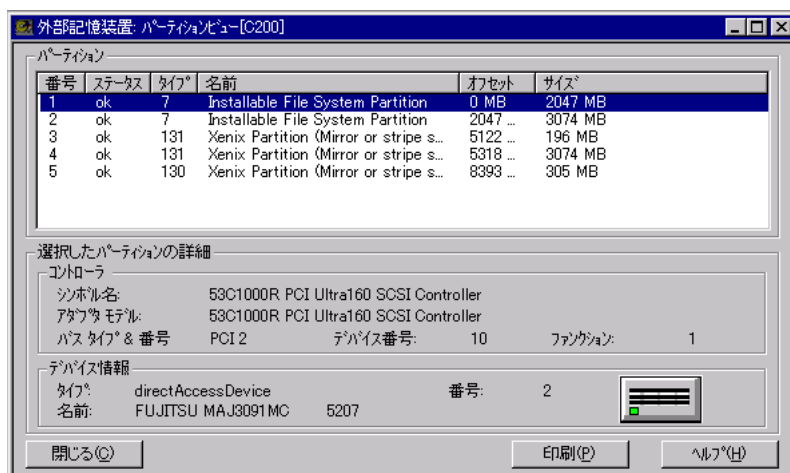 外部記憶装置: ﾊﾟｰﾃｨｼｮﾝﾋﾞｭｰ[C200]
ﾊﾟｰﾃｨｼｮﾝ
番号 ｽﾃｰﾀｽ ﾀｲﾌﾟ 名前 ｵﾌｾｯﾄ ｻｲｽﾞ
1 ok 7 Installable File System Partition 0 MB 2047 MB
2 ok 7 Installable File System Partition 2047 ... 3074 MB
3 ok 131 Xenix Partition (Mirror or stripe s... 5122 ... 196 MB
4 ok 131 Xenix Partition (Mirror or stripe s... 5318 ... 3074 MB
5 ok 130 Xenix Partition (Mirror or stripe s... 8393 ... 305 MB
選択したﾊﾟｰﾃｨｼｮﾝの詳細
ｺﾝﾄﾛｰﾗ
ｼﾝﾎﾞﾙ名: 53C1000R PCI Ultra160 SCSI Controller
ｱﾀﾞﾌﾟﾀ ﾓﾃﾞﾙ: 53C1000R PCI Ultra160 SCSI Controller
ﾊﾞｽ ﾀｲﾌﾟ & 番号 PCI 2 ﾃﾞﾊﾞｲｽ番号: 10 ﾌｧﾝｸｼｮﾝ: 1
ﾃﾞﾊﾞｲｽ情報
ﾀｲﾌﾟ: directAccessDevice 番号: 2
名前: FUJITSU MAJ3091MC 5207
閉じる(C) 印刷(P) ﾍﾙﾌﾟ(H)